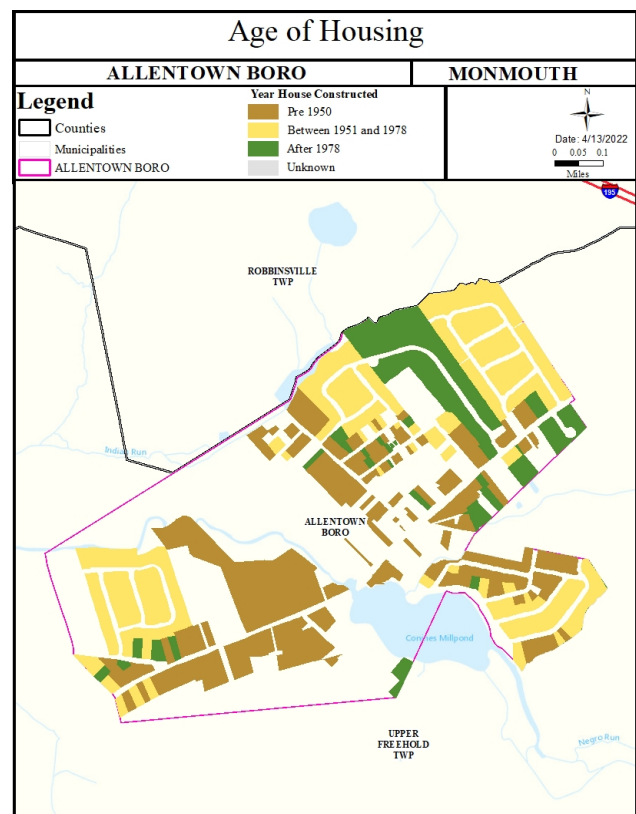 Age of Housing
ALLENTOWN BORO
MONMOUTH
Legend
Counties
Municipalities
ALLENTOWN BORO
Year House Constructed
Pre 1950
Between 1951 and 1978
After 1978
Unknown
N
Date: 4/13/2022
0 0.05 0.1
Miles
195
ROBBINSVILLE
TWP
Run
ALLENTOWN
BORO
Millpond
UPPER
FREEHOLD
TWP
Negro Run